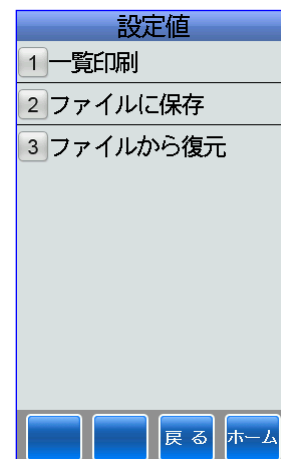 設定値
1 一覧印刷
2 ファイルに保存
3 ファイルから復元
戻る ホーム